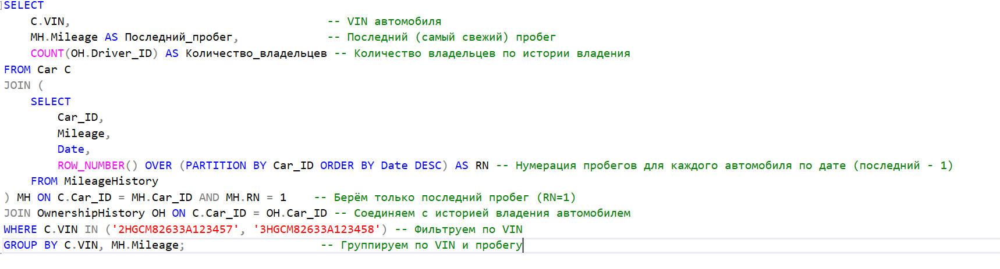 SELECT
C.VIN, -- VIN автомобиля
MH.Mileage AS Последний_пробег, -- Последний (самый свежий) пробег
COUNT(OH.Driver_ID) AS Количество_владельцев -- Количество владельцев по истории владения
FROM Car C
JOIN (
SELECT
Car_ID,
Mileage,
Date,
ROW_NUMBER() OVER (PARTITION BY Car_ID ORDER BY Date DESC) AS RN -- Нумерация пробегов для каждого автомобиля по дате (последний - 1)
FROM MileageHistory
) MH ON C.Car_ID = MH.Car_ID AND MH.RN = 1 -- Берём только последний пробег (RN=1)
JOIN OwnershipHistory OH ON C.Car_ID = OH.Car_ID -- Соединяем с историей владения автомобилем
WHERE C.VIN IN ('2HGCM82633A123457', '3HGCM82633A123458') -- Фильтруем по VIN
GROUP BY C.VIN, MH.Mileage; -- Группируем по VIN и пробегу